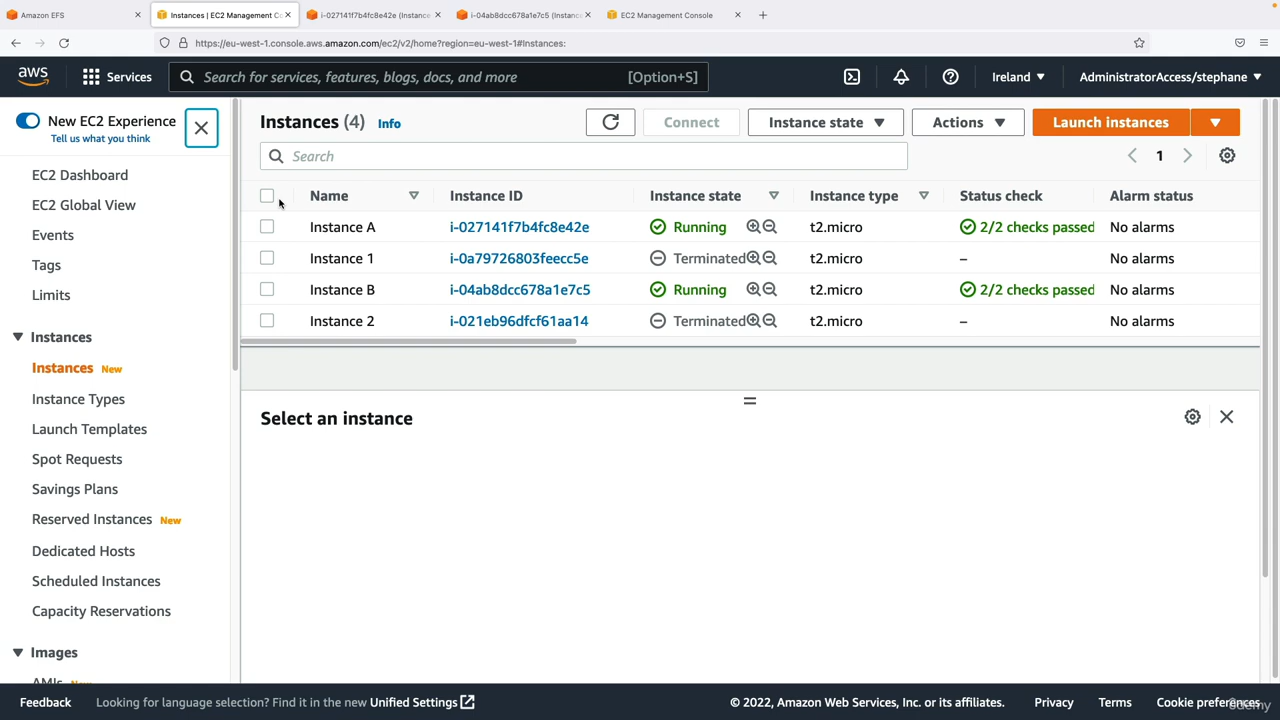 Amazon EFS
Instances | EC2 Management Co
i-027141f7b4fc8e42e (Instance
i-04ab8dcc678a1e7c5 (Instanc
EC2 Management Console
https://eu-west-1.console.aws.amazon.com/ec2/v2/home?region=eu-west-1#Instances:
aws
Services
Search for services, features, blogs, docs, and more
[Option+S]
Ireland
AdministratorAccess/stephane
New EC2 Experience
Tell us what you think
EC2 Dashboard
EC2 Global View
Events
Tags
Limits
Instances
Instances New
Instance Types
Launch Templates
Spot Requests
Savings Plans
Reserved Instances New
Dedicated Hosts
Scheduled Instances
Capacity Reservations
Images
AMIs New
Instances (4) Info
Connect
Instance state
Actions
Launch instances
Search
1
Name Instance ID Instance state Instance type Status check Alarm status
Instance A i-027141f7b4fc8e42e Running t2.micro 2/2 checks passed No alarms
Instance 1 i-0a79726803feecc5e Terminated t2.micro – No alarms
Instance B i-04ab8dcc678a1e7c5 Running t2.micro 2/2 checks passed No alarms
Instance 2 i-021eb96dfcf61aa14 Terminated t2.micro – No alarms
Select an instance
Feedback
Looking for language selection? Find it in the new Unified Settings
© 2022, Amazon Web Services, Inc. or its affiliates.
Privacy
Terms
Cookie preferences
Udemy